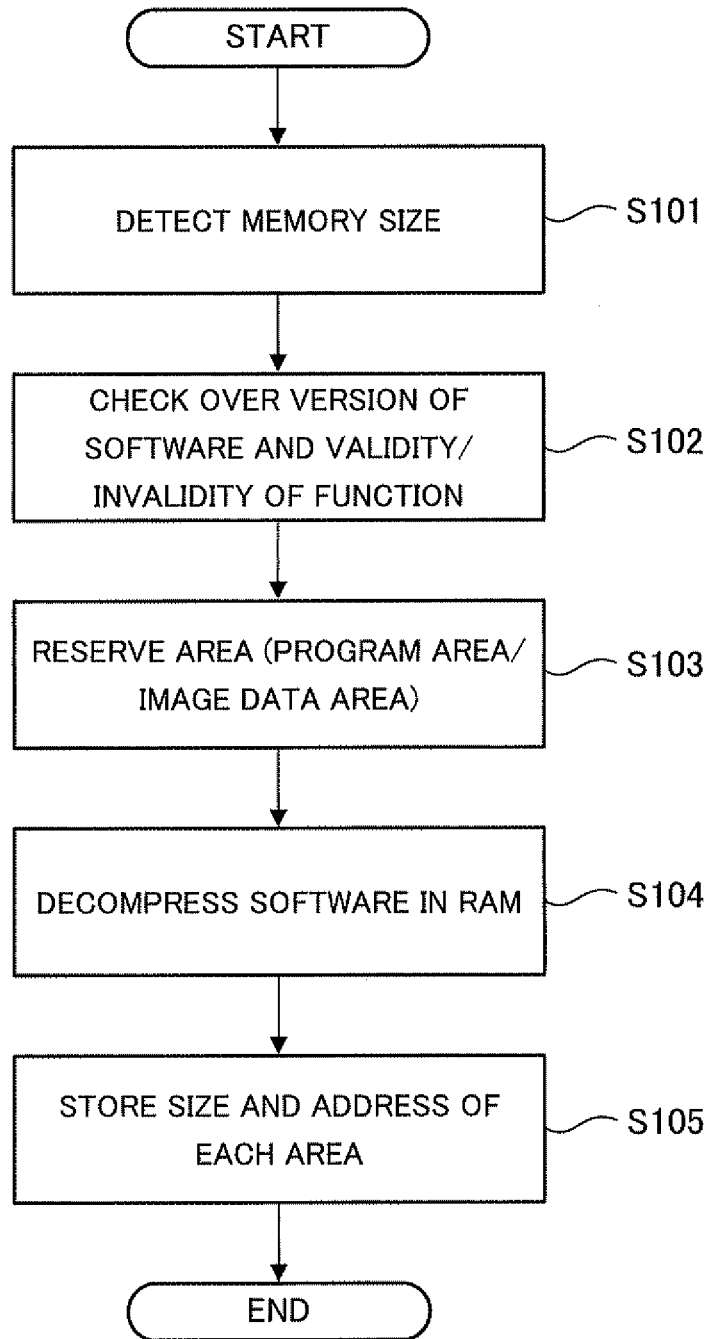 START
DETECT MEMORY SIZE
S101
CHECK OVER VERSION OF
SOFTWARE AND VALIDITY/
INVALIDITY OF FUNCTION
S102
RESERVE AREA (PROGRAM AREA/
IMAGE DATA AREA)
S103
DECOMPRESS SOFTWARE IN RAM
S104
STORE SIZE AND ADDRESS OF
EACH AREA
S105
END